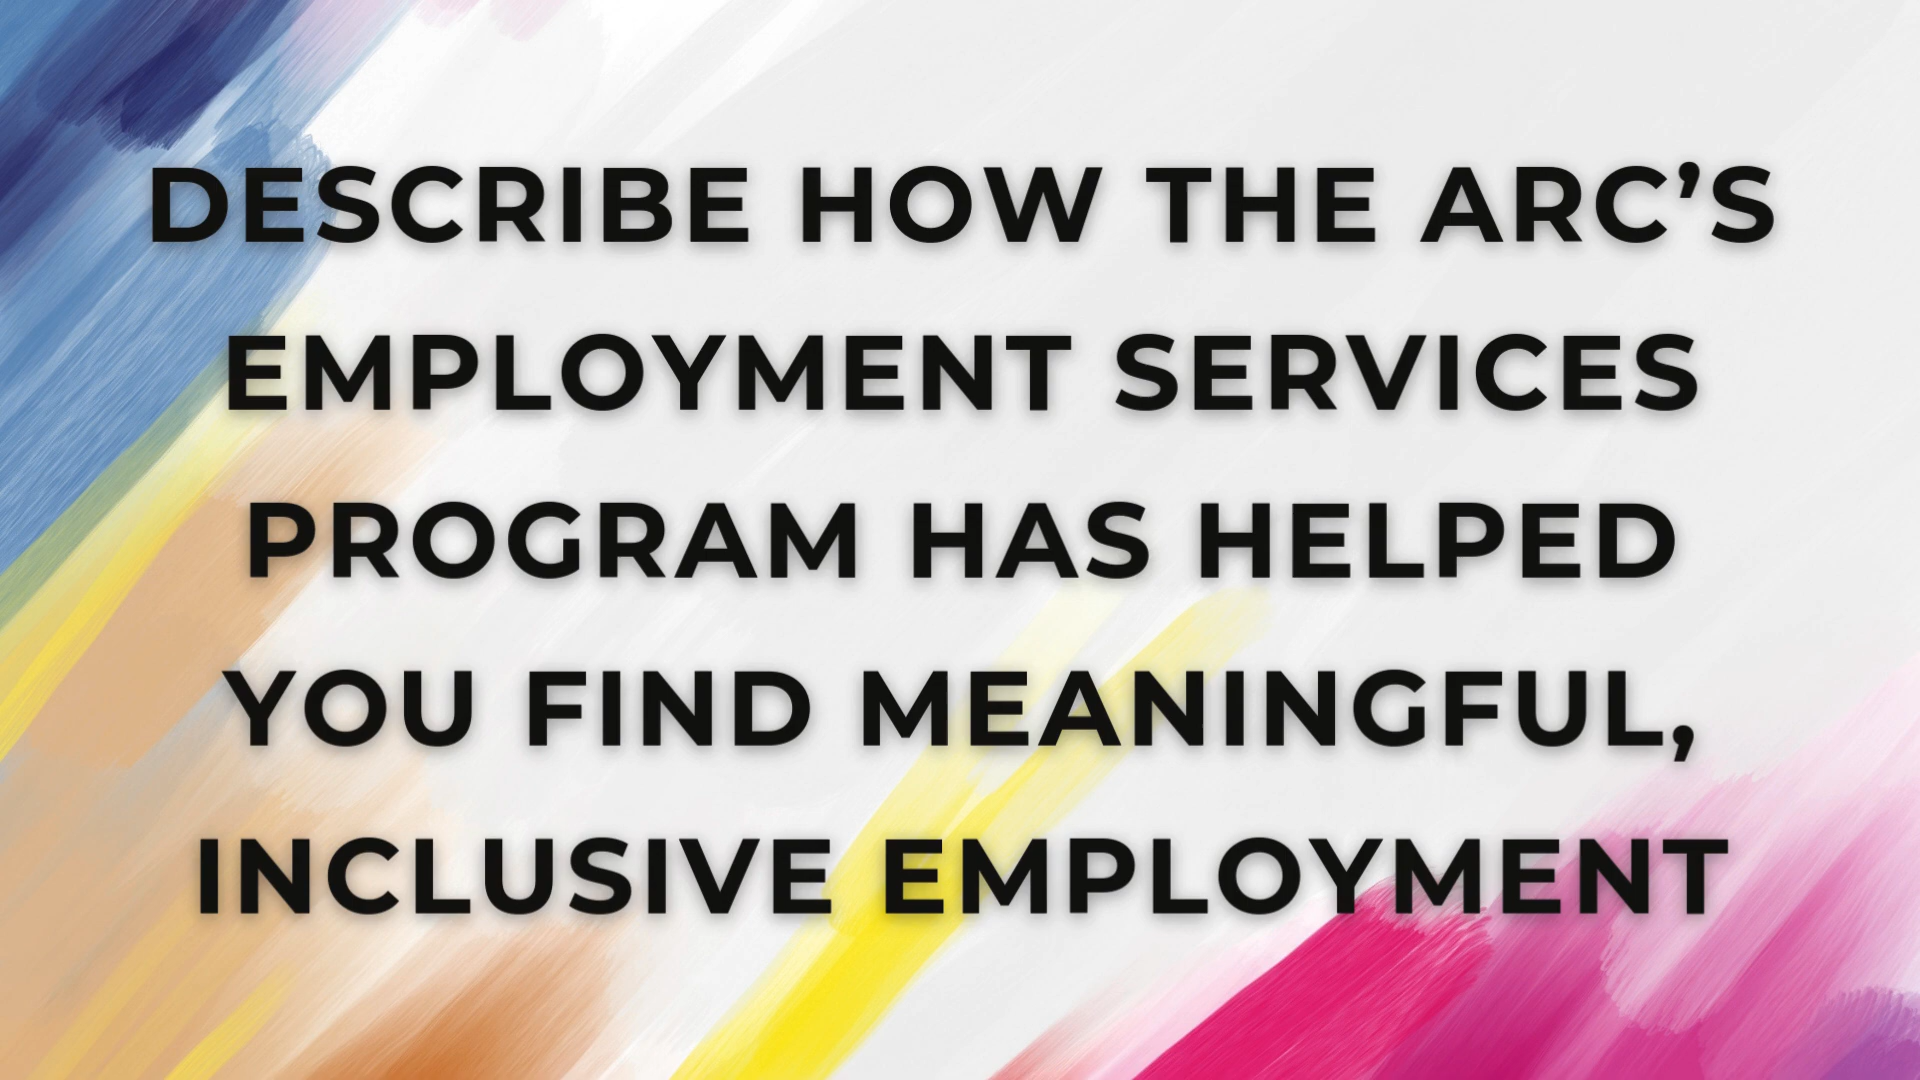 DESCRIBE HOW THE ARC’S
EMPLOYMENT SERVICES
PROGRAM HAS HELPED
YOU FIND MEANINGFUL,
INCLUSIVE EMPLOYMENT